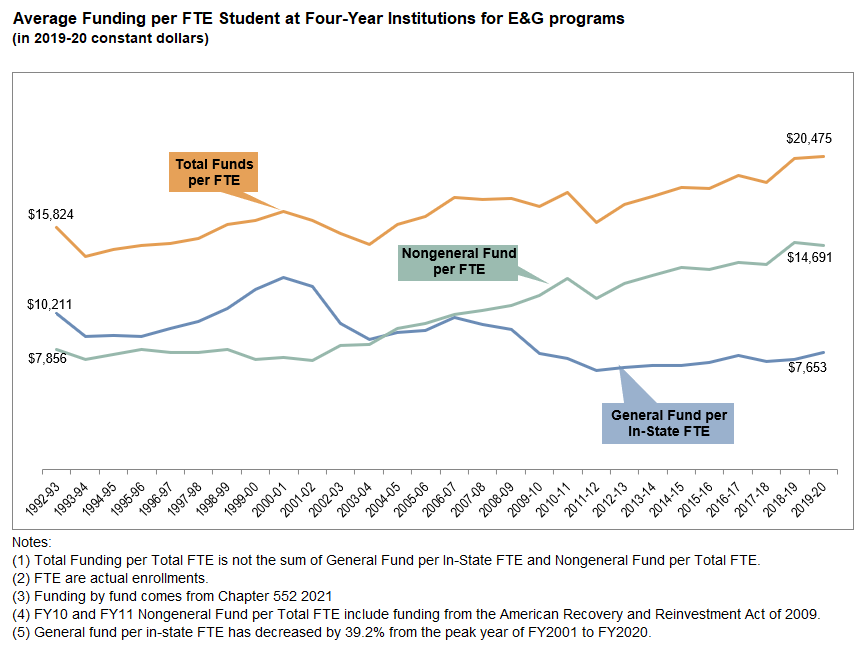 Average Funding per FTE Student at Four-Year Institutions for E&G programs
(in 2019-20 constant dollars)
$20,475
Total Funds
per FTE
$15,824
Nongeneral Fund
per FTE
$14,691
$10,211
$7,856
$7,653
General Fund per
In-State FTE
1992-93
1993-94
1994-95
1995-96
1996-97
1997-98
1998-99
1999-00
2000-01
2001-02
2002-03
2003-04
2004-05
2005-06
2006-07
2007-08
2008-09
2009-10
2010-11
2011-12
2012-13
2013-14
2014-15
2015-16
2016-17
2017-18
2018-19
2019-20
Notes:
(1) Total Funding per Total FTE is not the sum of General Fund per In-State FTE and Nongeneral Fund per Total FTE.
(2) FTE are actual enrollments.
(3) Funding by fund comes from Chapter 552 2021
(4) FY10 and FY11 Nongeneral Fund per Total FTE include funding from the American Recovery and Reinvestment Act of 2009.
(5) General fund per in-state FTE has decreased by 39.2% from the peak year of FY2001 to FY2020.